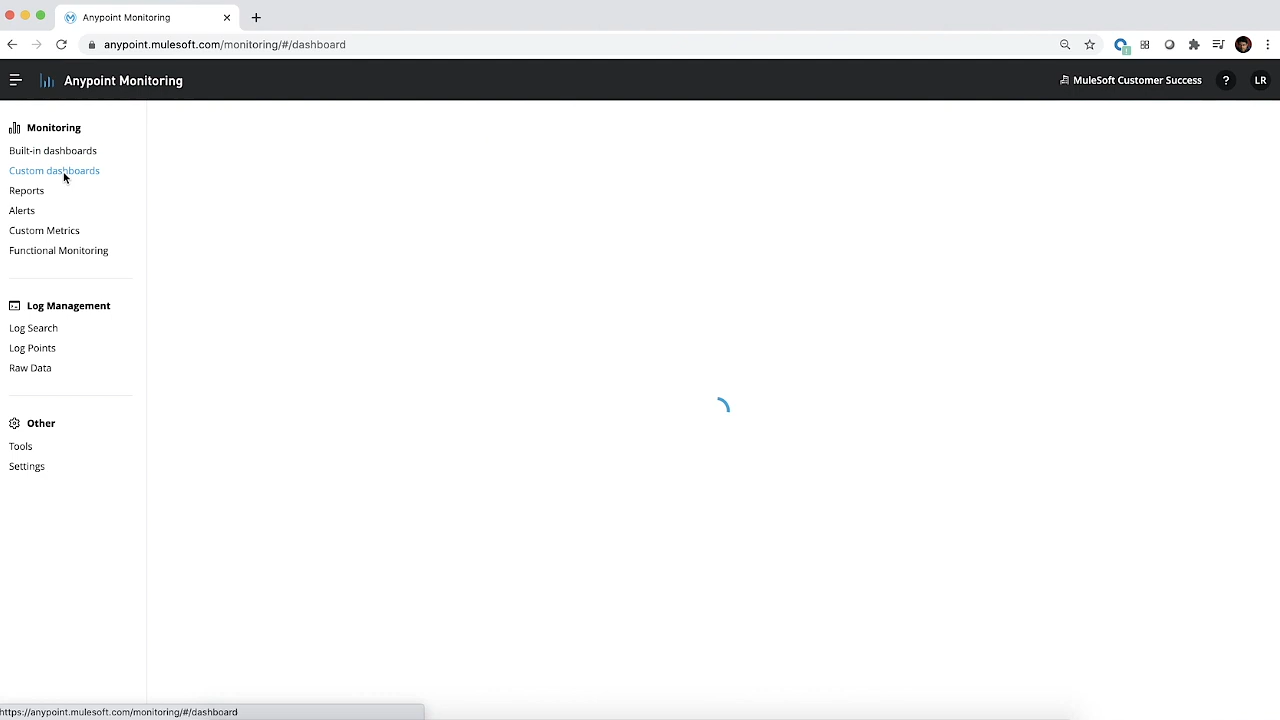 Anypoint Monitoring
anypoint.mulesoft.com/monitoring/#/dashboard
Anypoint Monitoring
MuleSoft Customer Success
?
LR
Monitoring
Built-in dashboards
Custom dashboards
Reports
Alerts
Custom Metrics
Functional Monitoring
Log Management
Log Search
Log Points
Raw Data
Other
Tools
Settings
https://anypoint.mulesoft.com/monitoring/#/dashboard